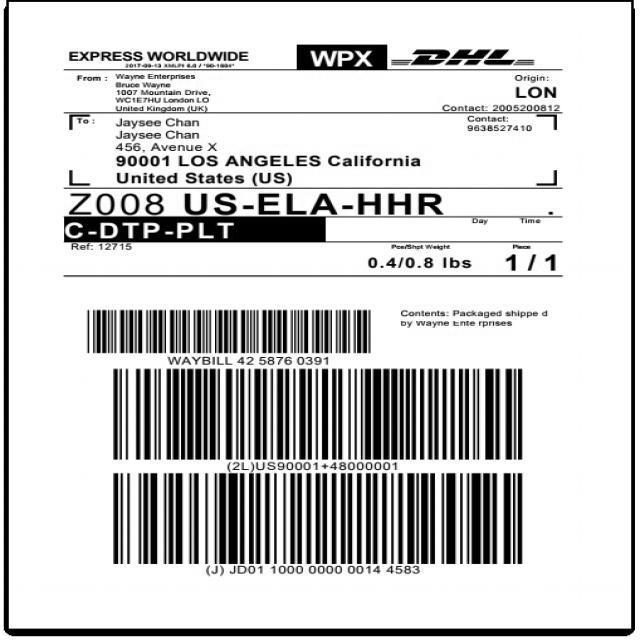 EXPRESS WORLDWIDE
2017-09-13 XMLPI 6.0 / *90-1604*
WPX
DHL
From :
Wayne Enterprises
Bruce Wayne
1007 Mountain Drive,
WC1E7HU London LO
United Kingdom (UK)
Origin:
LON
Contact: 2005200812
To :
Jaysee Chan
Jaysee Chan
456, Avenue X
90001 LOS ANGELES California
United States (US)
Contact:
9638527410
Z008 US-ELA-HHR
Day
Time
.
C-DTP-PLT
Ref: 12715
Pce/Shpt Weight
0.4/0.8 lbs
Piece
1 / 1
Contents: Packaged shippe d
by Wayne Ente rprises
WAYBILL 42 5876 0391
(2L)US90001+48000001
(J) JD01 1000 0000 0014 4583